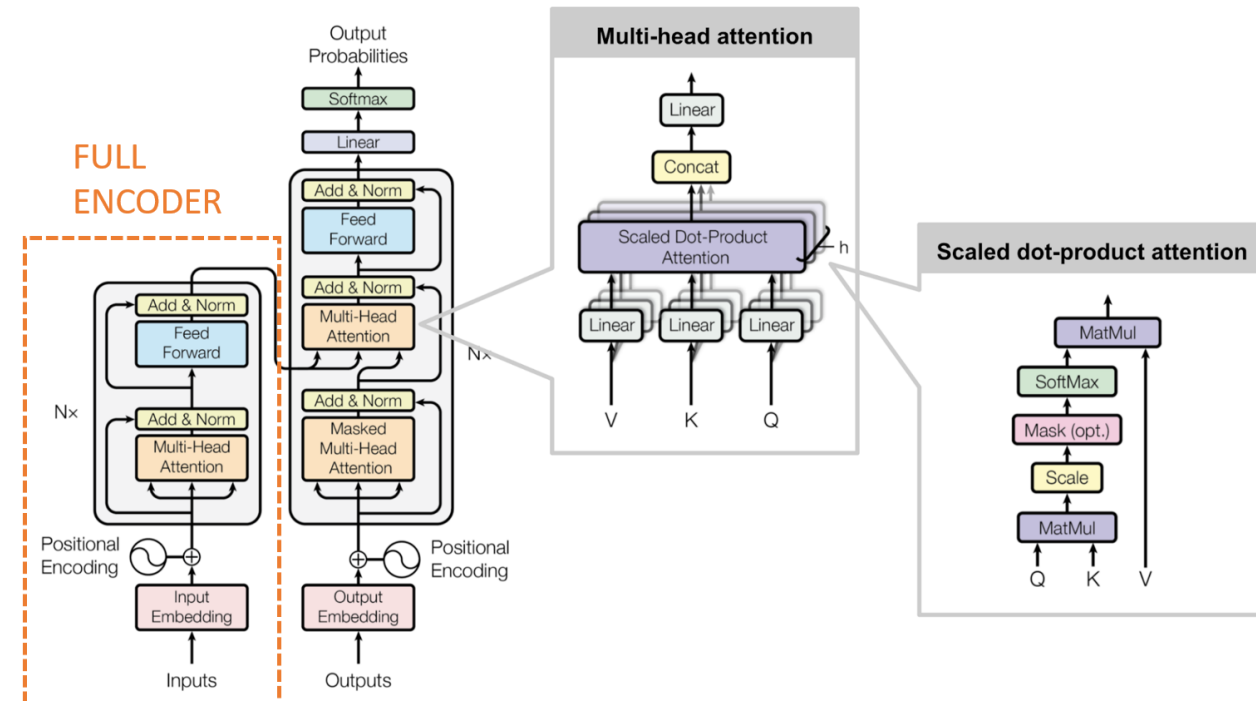 FULL
ENCODER
Output
Probabilities
Softmax
Linear
Add & Norm
Feed
Forward
Add & Norm
Multi-Head
Attention
Add & Norm
Masked
Multi-Head
Attention
N×
Positional
Encoding
Output
Embedding
Outputs
Add & Norm
Feed
Forward
N×
Add & Norm
Multi-Head
Attention
Positional
Encoding
Input
Embedding
Inputs
Multi-head attention
Linear
Concat
Scaled Dot-Product
Attention
h
Linear Linear Linear
V K Q
Scaled dot-product attention
MatMul
SoftMax
Mask (opt.)
Scale
MatMul
Q K V